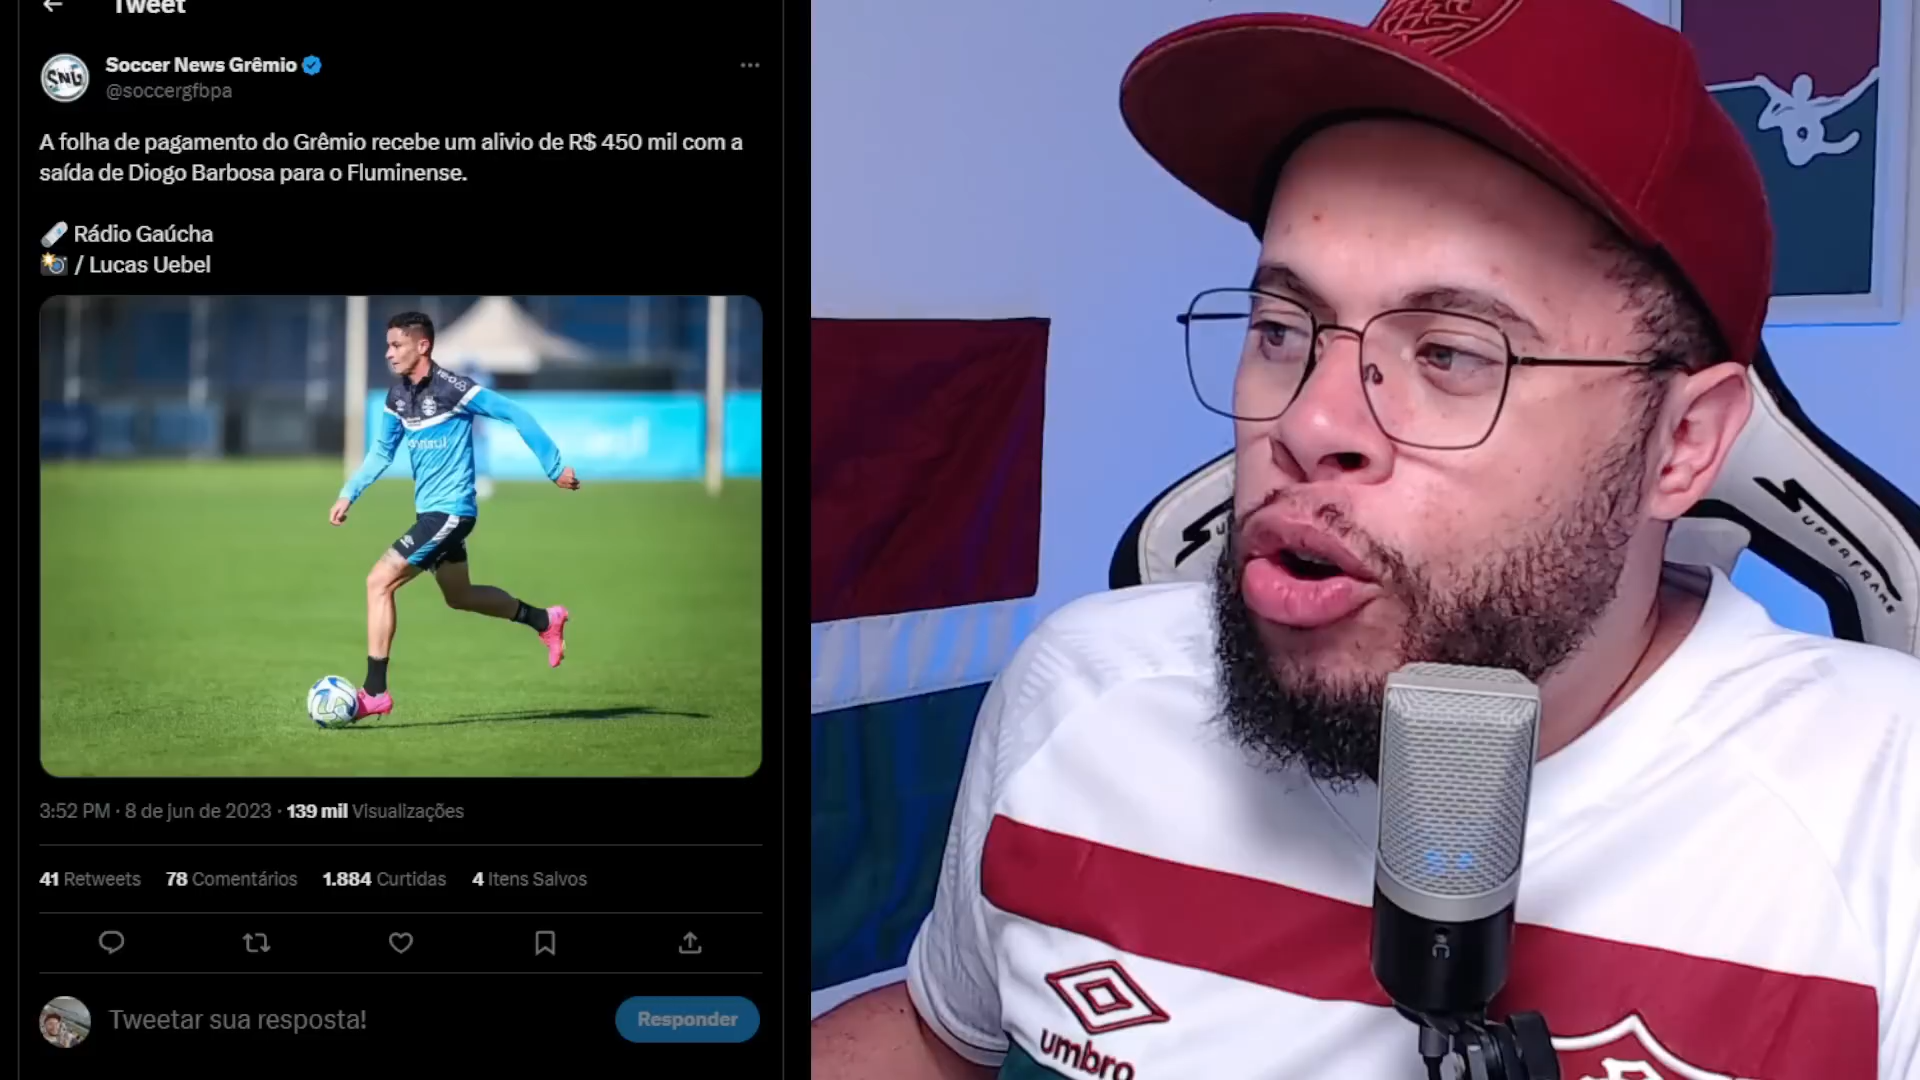 Tweet
Soccer News Grêmio
@soccergfbpa
A folha de pagamento do Grêmio recebe um alivio de R$ 450 mil com a
saída de Diogo Barbosa para o Fluminense.
Rádio Gaúcha
/ Lucas Uebel
3:52 PM · 8 de jun de 2023 · 139 mil Visualizações
41 Retweets 78 Comentários 1.884 Curtidas 4 Itens Salvos
Tweetar sua resposta!
Responder
SUPERFRAME
umbro